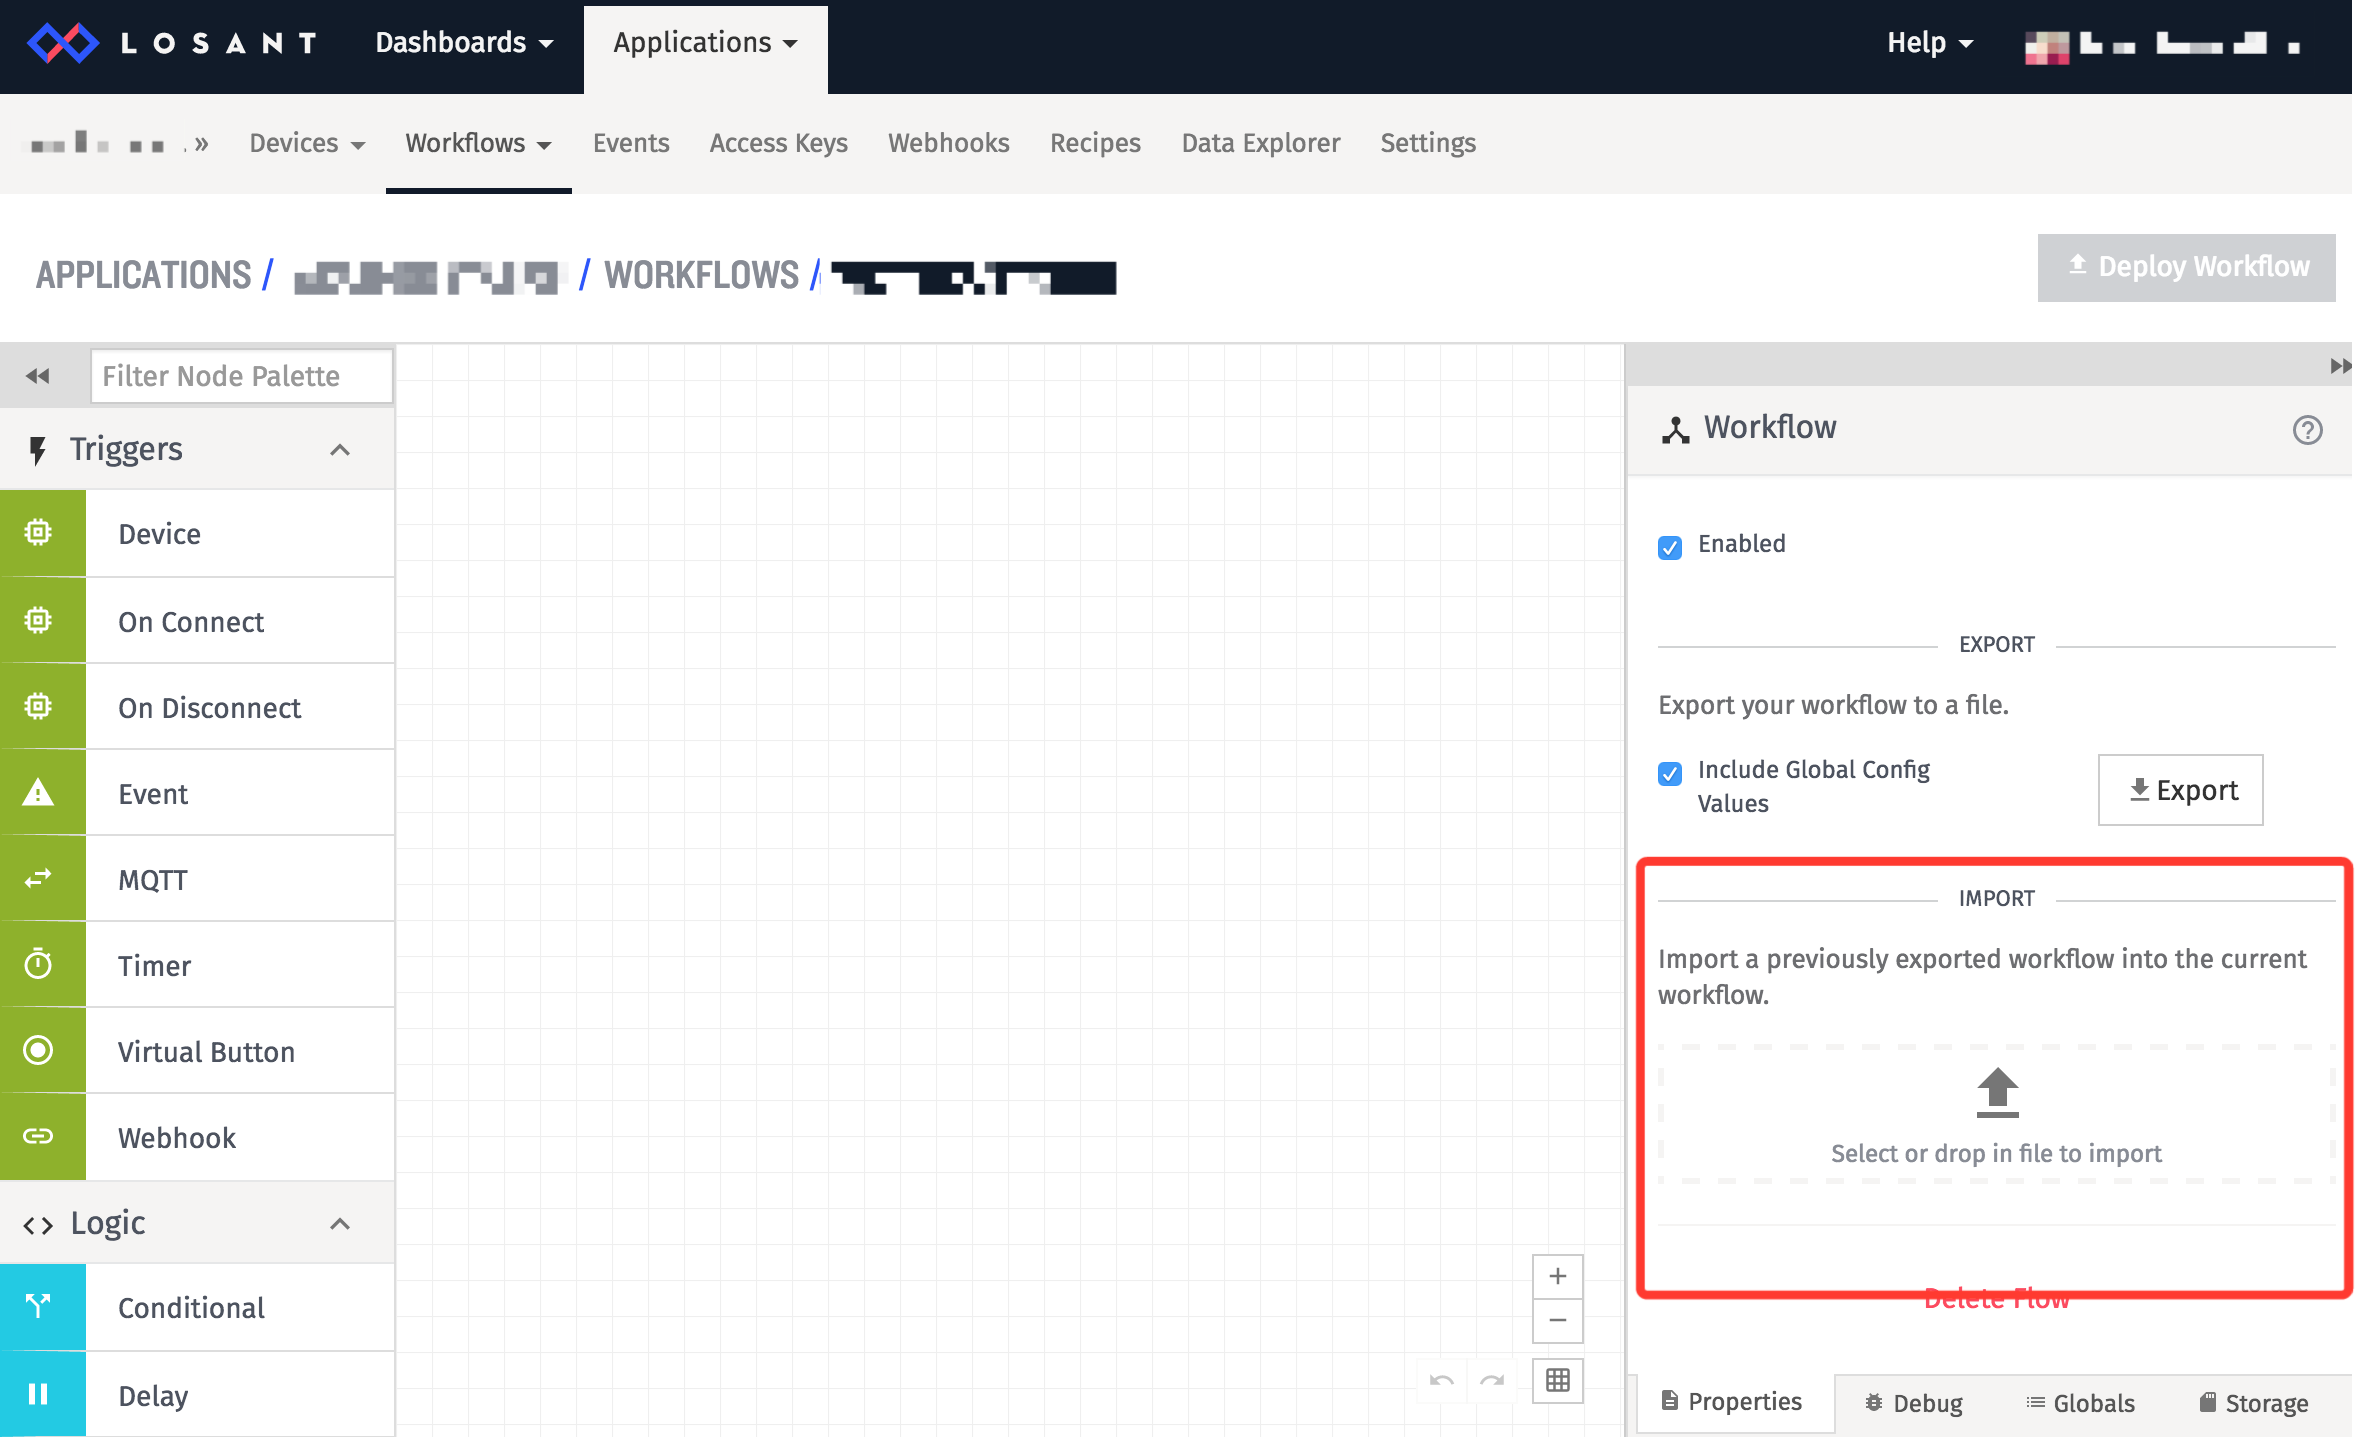 LOSANT Dashboards Applications Help
» Devices Workflows Events Access Keys Webhooks Recipes Data Explorer Settings
APPLICATIONS / / WORKFLOWS /
Deploy Workflow
Filter Node Palette
Triggers
Device
On Connect
On Disconnect
Event
MQTT
Timer
Virtual Button
Webhook
Logic
Conditional
Delay
Workflow
Enabled
EXPORT
Export your workflow to a file.
Include Global Config
Values
Export
IMPORT
Import a previously exported workflow into the current
workflow.
Select or drop in file to import
Delete Flow
Properties Debug Globals Storage